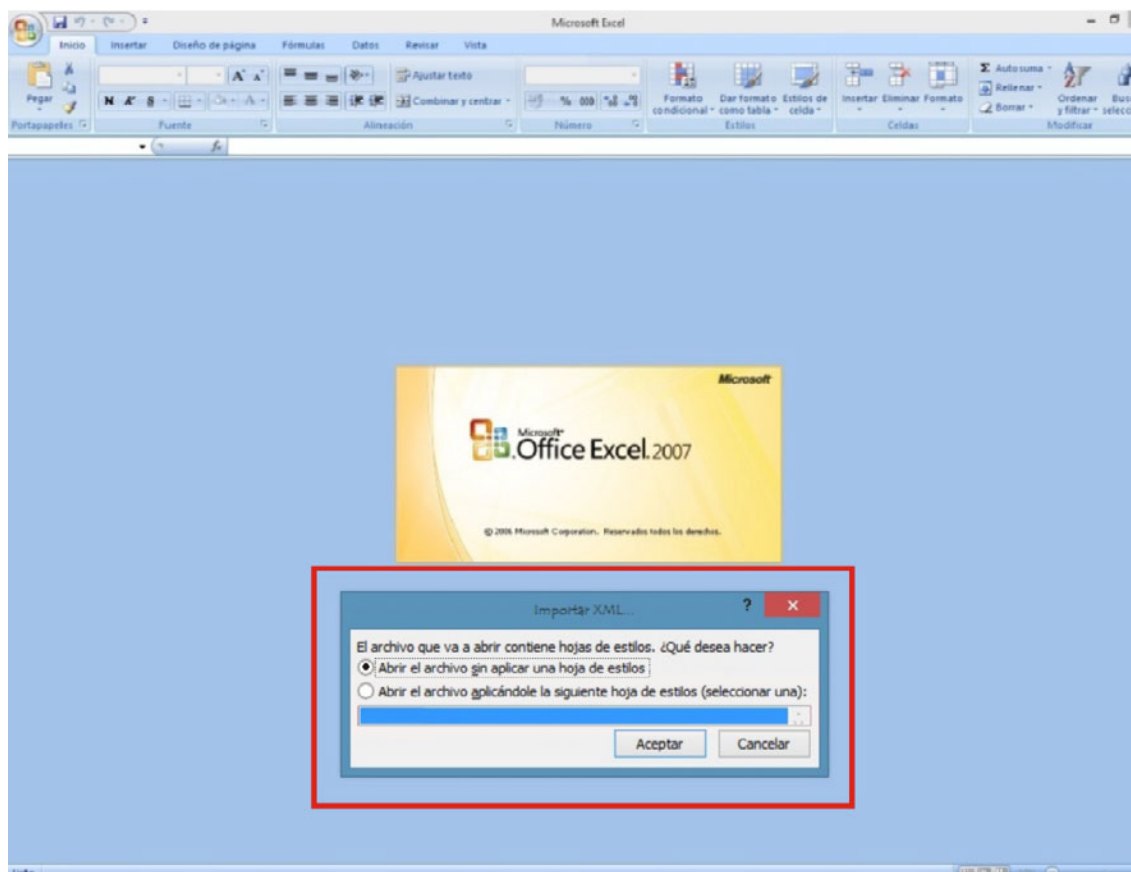 Microsoft Excel
Inicio Insertar Diseño de página Fórmulas Datos Revisar Vista
Pegar
N K S
A A
Ajustar texto
Combinar y centrar
% 000
Formato condicional
Dar formato como tabla
Estilos de celda
Insertar Eliminar Formato
Σ Autosuma
Rellenar
Borrar
Ordenar y filtrar
Portapapeles Fuente Alineación Número Estilos Celdas Modificar
fx
Microsoft
Microsoft
Office Excel 2007
© 2006 Microsoft Corporation. Reservados todos los derechos.
Importar XML...
El archivo que va a abrir contiene hojas de estilos. ¿Qué desea hacer?
Abrir el archivo sin aplicar una hoja de estilos
Abrir el archivo aplicándole la siguiente hoja de estilos (seleccionar una):
Aceptar Cancelar